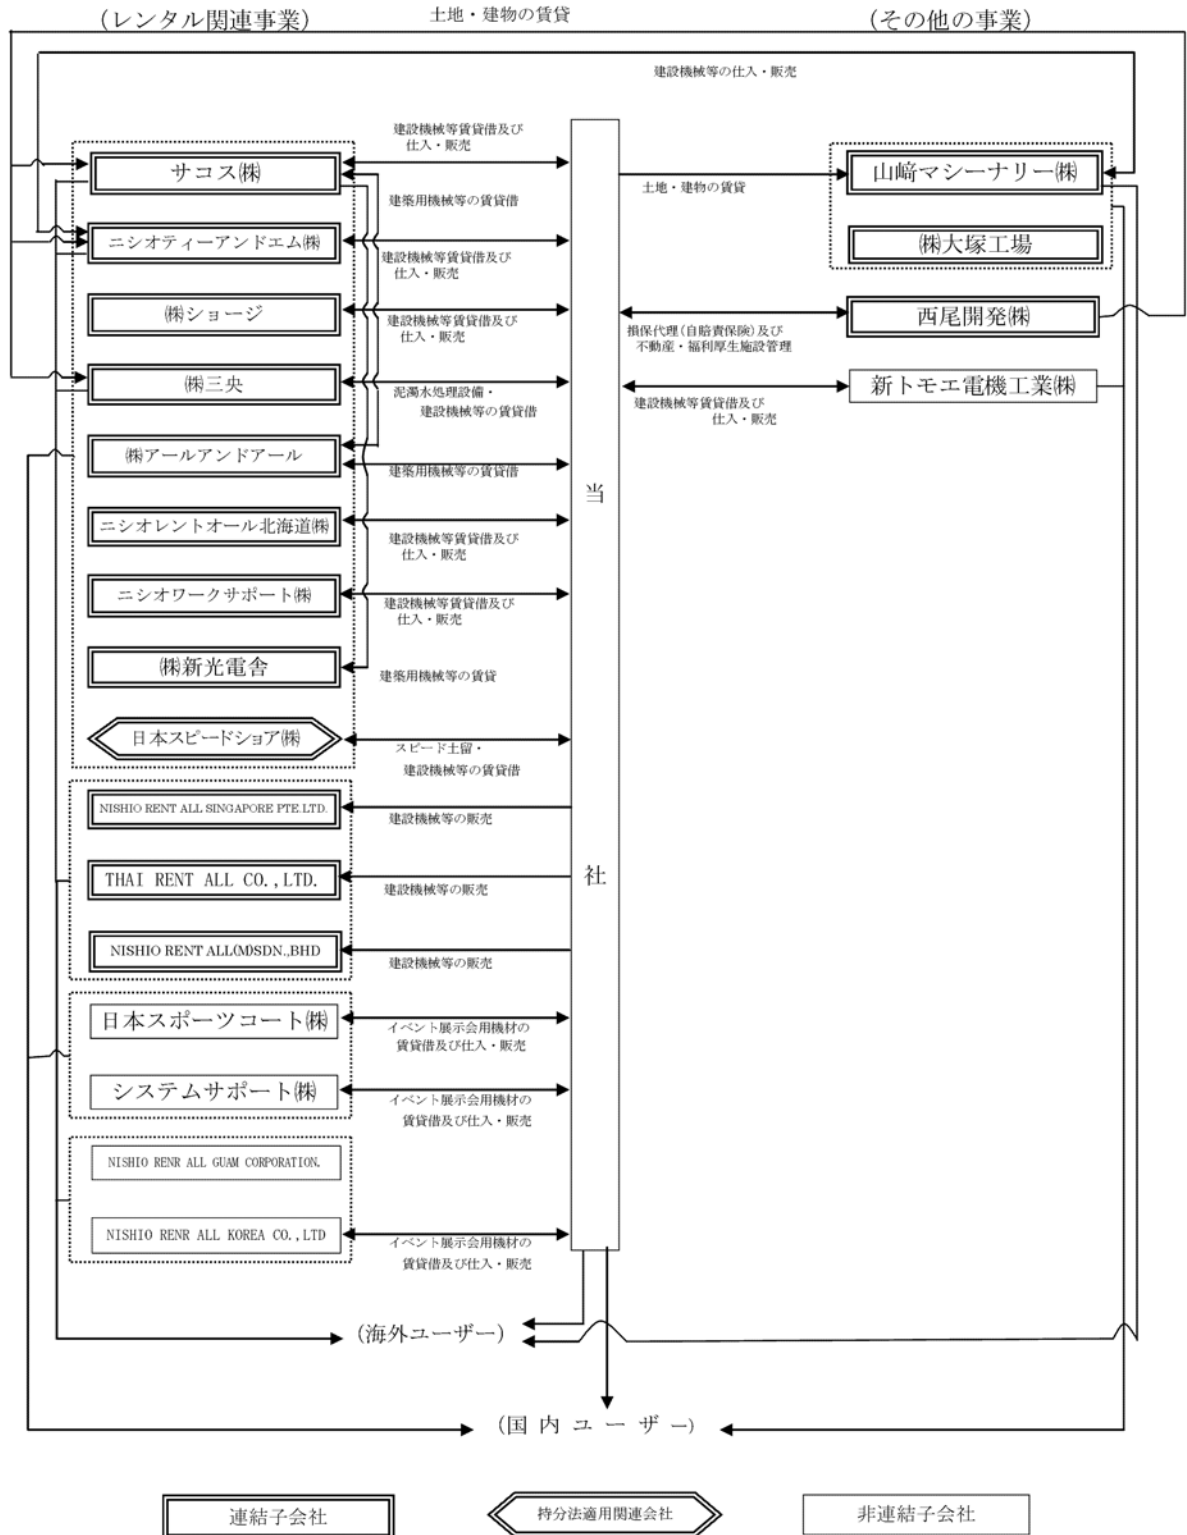 (レンタル関連事業)
土地・建物の賃貸
(その他の事業)
建設機械等の仕入・販売
建設機械等賃貸借及び
仕入・販売
サコス㈱
山﨑マシーナリー㈱
土地・建物の賃貸
建築用機械等の賃貸借
ニシオティーアンドエム㈱
㈱大塚工場
建設機械等賃貸借及び
仕入・販売
㈱ショージ
西尾開発㈱
建設機械等賃貸借及び
仕入・販売
損保代理(自賠責保険)及び
不動産・福利厚生施設管理
㈱三央
新トモエ電機工業㈱
泥濁水処理設備・
建設機械等の賃貸借
建設機械等賃貸借及び
仕入・販売
㈱アールアンドアール
建築用機械等の賃貸借
当
ニシオレントオール北海道㈱
建設機械等賃貸借及び
仕入・販売
ニシオワークサポート㈱
建設機械等賃貸借及び
仕入・販売
㈱新光電舎
建築用機械等の賃貸
日本スピードショア㈱
スピード土留・
建設機械等の賃貸借
NISHIO RENT ALL SINGAPORE PTE.LTD.
建設機械等の販売
社
THAI RENT ALL CO.,LTD.
建設機械等の販売
NISHIO RENT ALL(M)SDN.,BHD
建設機械等の販売
日本スポーツコート㈱
イベント展示会用機材の
賃貸借及び仕入・販売
システムサポート㈱
イベント展示会用機材の
賃貸借及び仕入・販売
NISHIO RENR ALL GUAM CORPORATION.
NISHIO RENR ALL KOREA CO.,LTD
イベント展示会用機材の
賃貸借及び仕入・販売
(海外ユーザー)
(国 内 ユ ー ザ ー)
連結子会社
持分法適用関連会社
非連結子会社